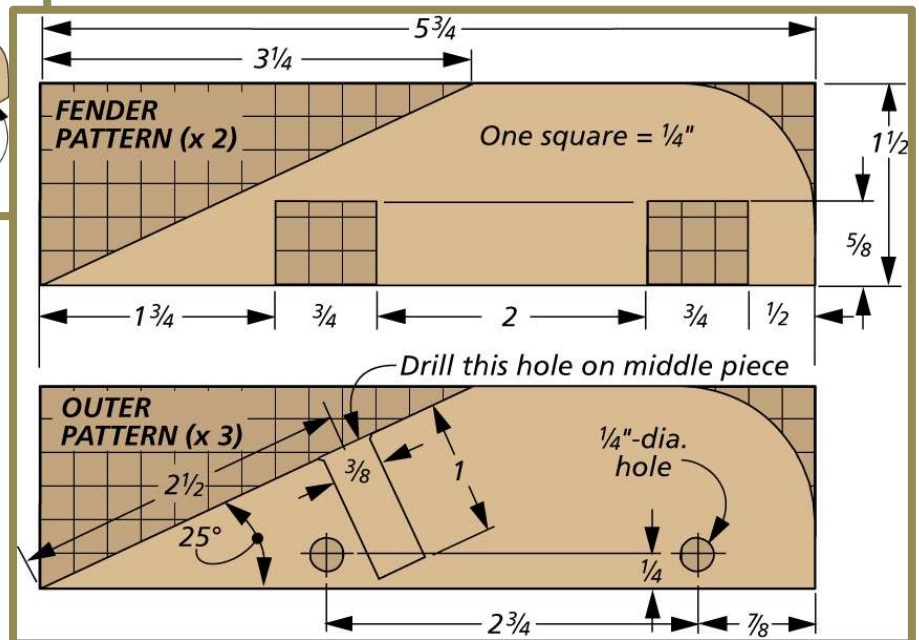 5¾
3¼
FENDER
PATTERN (x 2)
One square = ¼"
1½
⅝
1¾
¾
2
¾
½
Drill this hole on middle piece
OUTER
PATTERN (x 3)
¼"-dia.
hole
⅜
1
2½
25°
¼
2¾
⅞